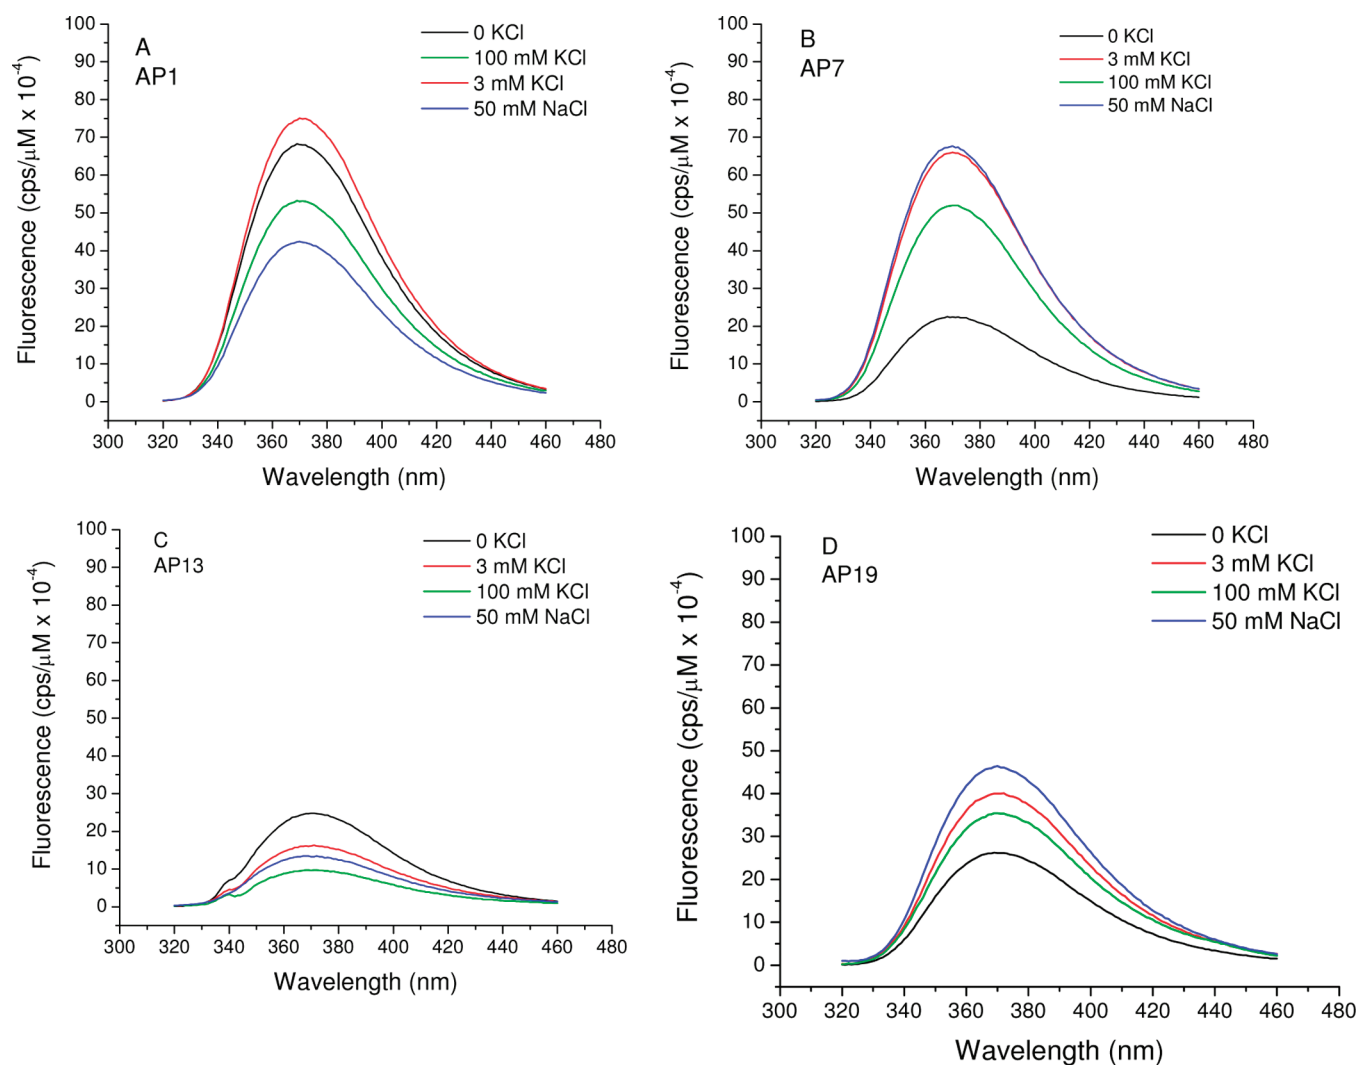 A
AP1
0 KCl
100 mM KCl
3 mM KCl
50 mM NaCl
100
90
80
70
60
50
40
30
20
10
0
Fluorescence (cps/μM x 10⁻⁴)
300 320 340 360 380 400 420 440 460 480
Wavelength (nm)
B
AP7
0 KCl
3 mM KCl
100 mM KCl
50 mM NaCl
100
90
80
70
60
50
40
30
20
10
0
Fluorescence (cps/μM x 10⁻⁴)
300 320 340 360 380 400 420 440 460 480
Wavelength (nm)
C
AP13
0 KCl
3 mM KCl
100 mM KCl
50 mM NaCl
100
90
80
70
60
50
40
30
20
10
0
Fluorescence (cps/μM x 10⁻⁴)
300 320 340 360 380 400 420 440 460 480
Wavelength (nm)
D
AP19
0 KCl
3 mM KCl
100 mM KCl
50 mM NaCl
100
90
80
70
60
50
40
30
20
10
0
Fluorescence (cps/μM x 10⁻⁴)
300 320 340 360 380 400 420 440 460 480
Wavelength (nm)